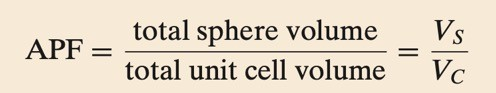 APF = total sphere volume / total unit cell volume = V_S / V_C